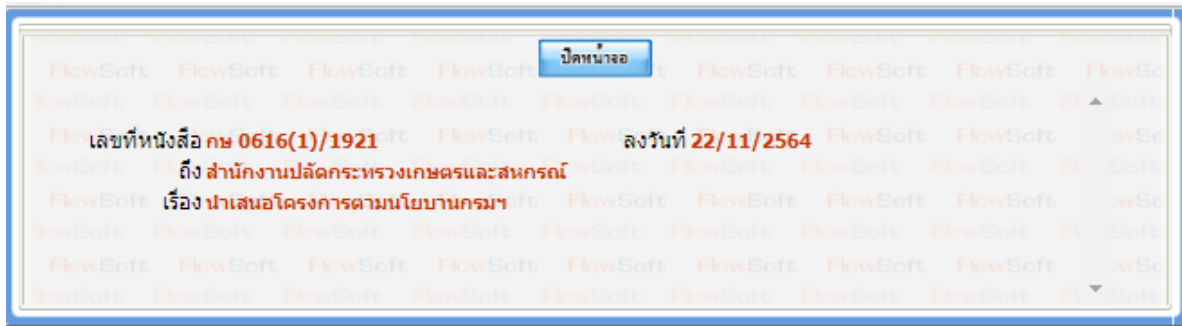 ปิดหน้าจอ
เลขที่หนังสือ กษ 0616(1)/1921 ลงวันที่ 22/11/2564
ถึง สำนักงานปลัดกระทรวงเกษตรและสหกรณ์
เรื่อง นำเสนอโครงการตามนโยบานกรมฯ